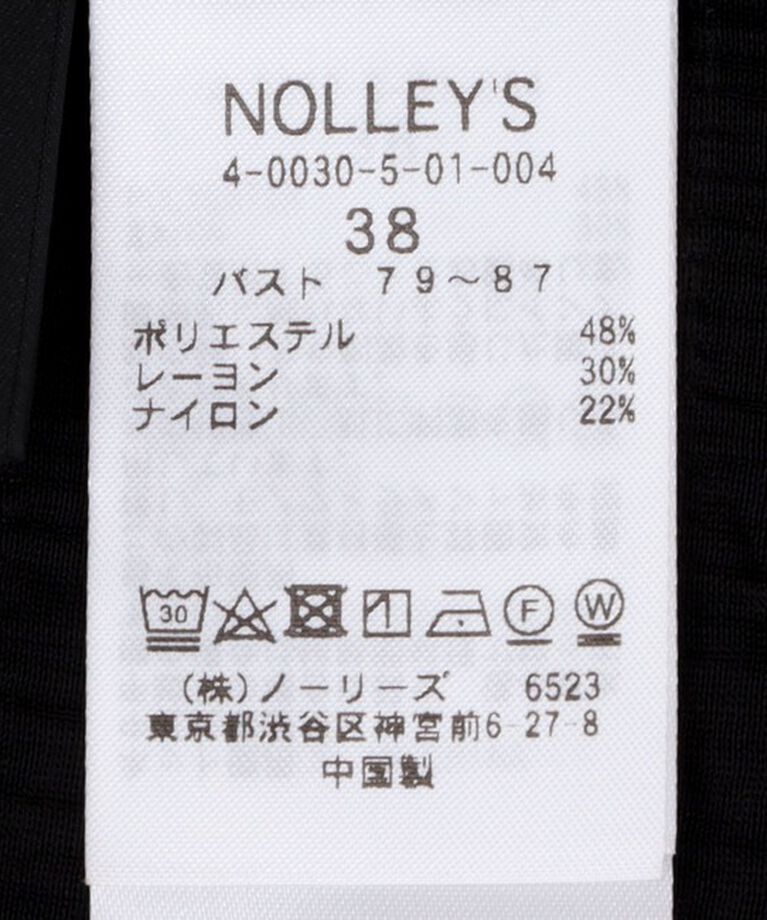 NOLLEY'S
4-0030-5-01-004
38
バスト 79~87
ポリエステル 48%
レーヨン 30%
ナイロン 22%
30 F W
(株)ノーリーズ 6523
東京都渋谷区神宮前6-27-8
中国製